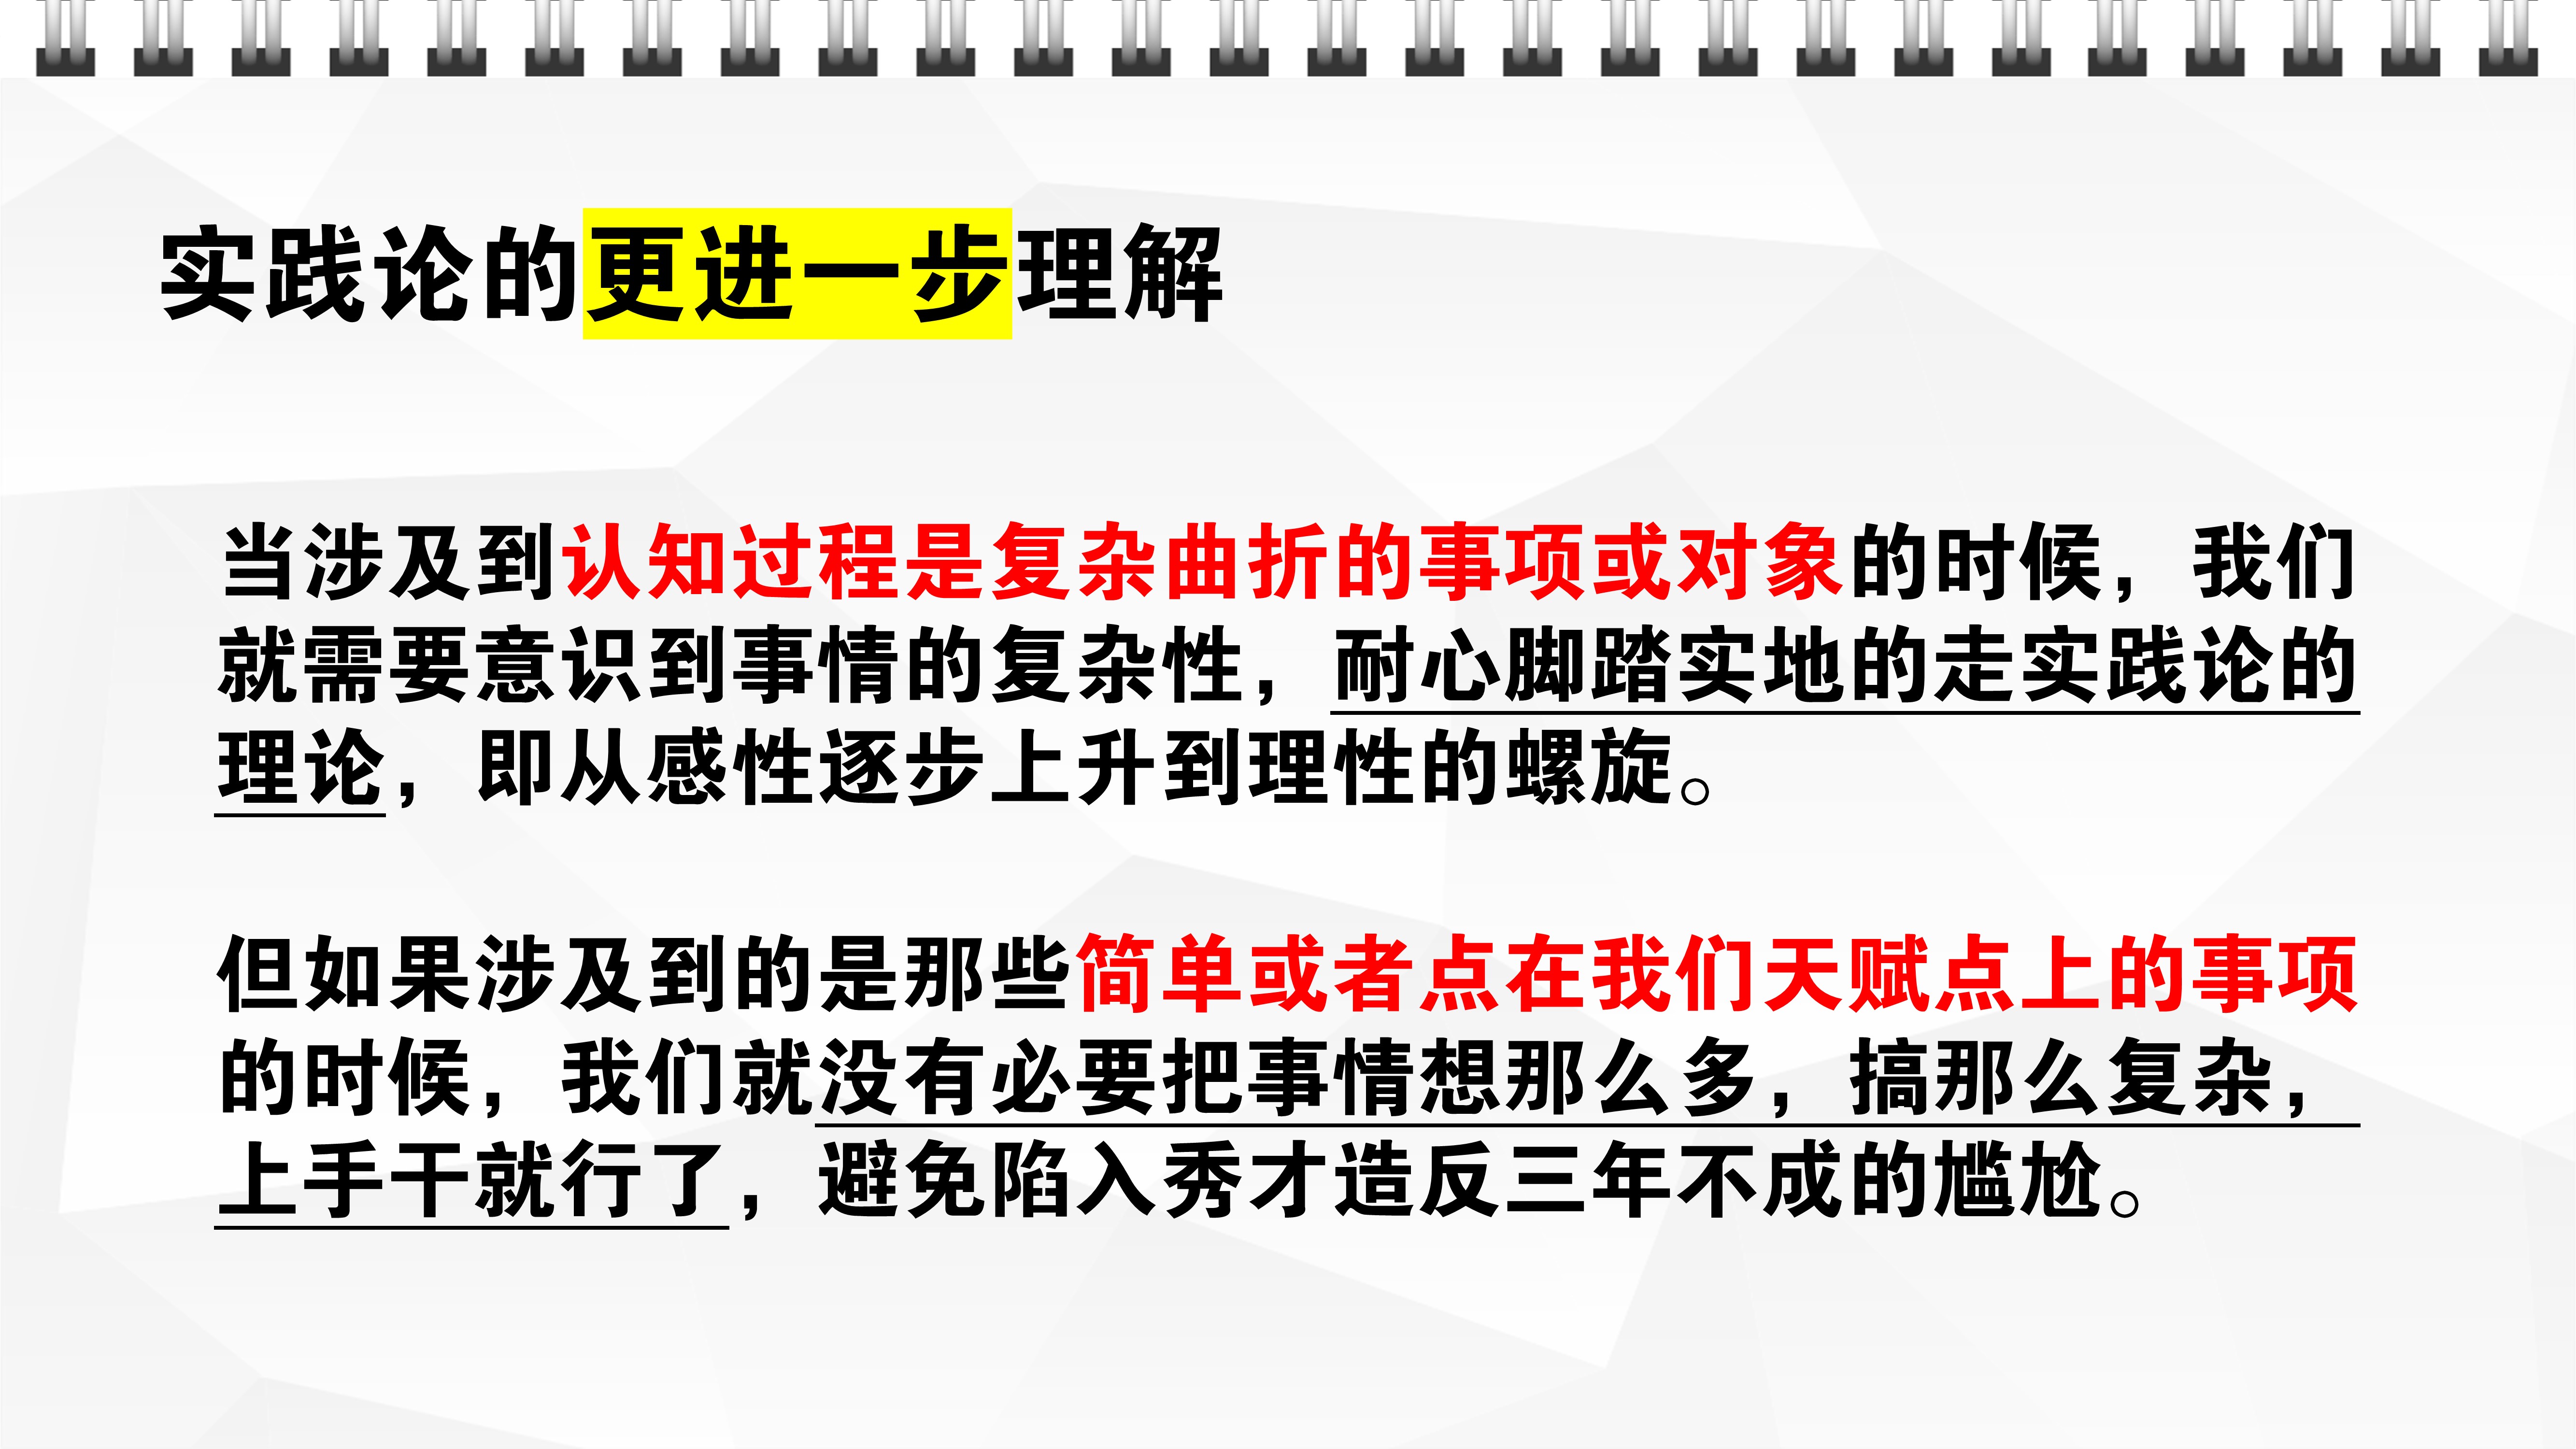 实践论的更进一步理解
当涉及到认知过程是复杂曲折的事项或对象的时候，我们
就需要意识到事情的复杂性，耐心脚踏实地的走实践论的
理论，即从感性逐步上升到理性的螺旋。
但如果涉及到的是那些简单或者点在我们天赋点上的事项
的时候，我们就没有必要把事情想那么多，搞那么复杂，
上手干就行了，避免陷入秀才造反三年不成的尴尬。